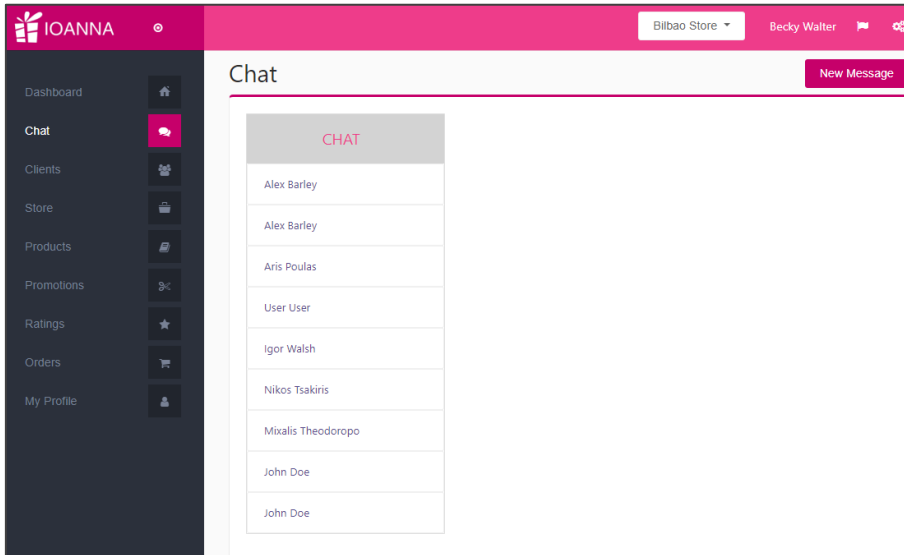 IOANNA
Bilbao Store
Becky Walter
Chat
New Message
Dashboard
Chat
Clients
Store
Products
Promotions
Ratings
Orders
My Profile
CHAT
Alex Barley
Alex Barley
Aris Poulas
User User
Igor Walsh
Nikos Tsakiris
Mixalis Theodoropo
John Doe
John Doe